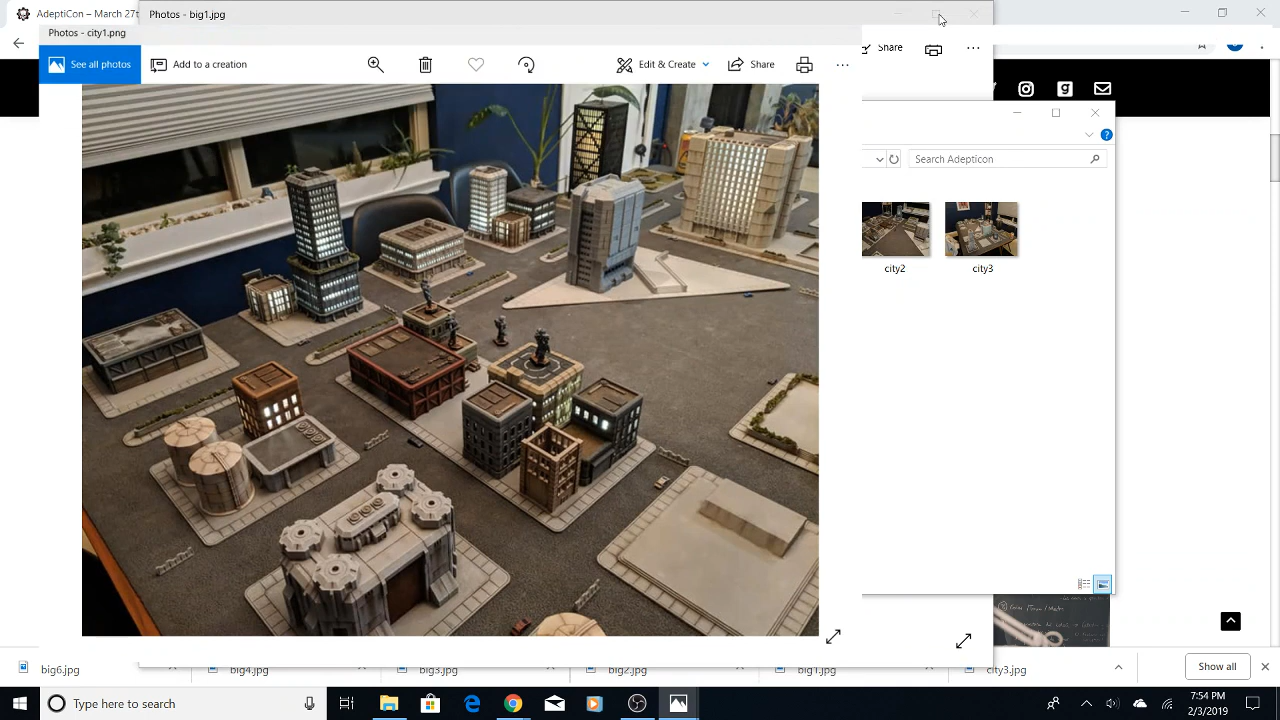 AdeptiCon – March 27t
Photos - big1.jpg
Photos - city1.png
See all photos
Add to a creation
Edit & Create
Share
Share
Search Adepticon
city2
city3
big6.jpg
big4.jpg
big3.jpg
big2.jpg
big1.jpg
city3.jpg
Show all
Type here to search
7:54 PM
2/3/2019